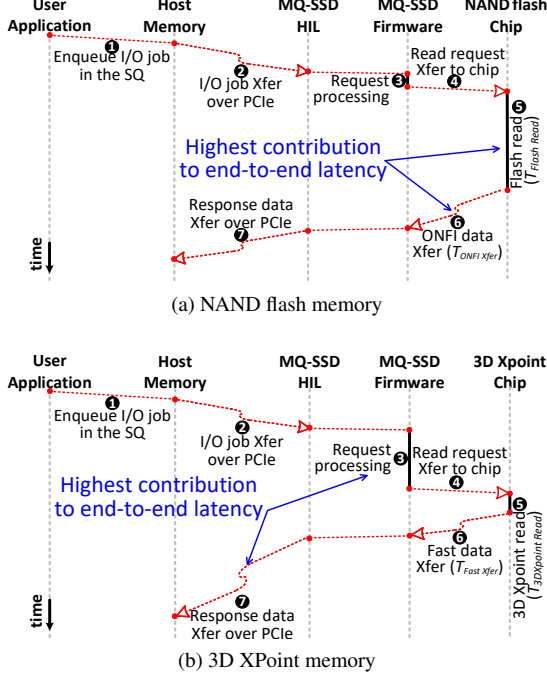 User
Application
Host
Memory
MQ-SSD
HIL
MQ-SSD
Firmware
NAND flash
Chip
1
Enqueue I/O job
in the SQ
2
I/O job Xfer
over PCIe
Request
processing
3
Read request
Xfer to chip
4
5
Flash read
(T Flash Read)
Highest contribution
to end-to-end latency
Response data
Xfer over PCIe
7
6
ONFI data
Xfer (T ONFI Xfer)
time
(a) NAND flash memory
User
Application
Host
Memory
MQ-SSD
HIL
MQ-SSD
Firmware
3D Xpoint
Chip
1
Enqueue I/O job
in the SQ
2
I/O job Xfer
over PCIe
Request
processing
3
Read request
Xfer to chip
4
5
3D Xpoint read
(T 3DXpoint Read)
Highest contribution
to end-to-end latency
6
Fast data
Xfer (T Fast Xfer)
7
Response data
Xfer over PCIe
time
(b) 3D XPoint memory